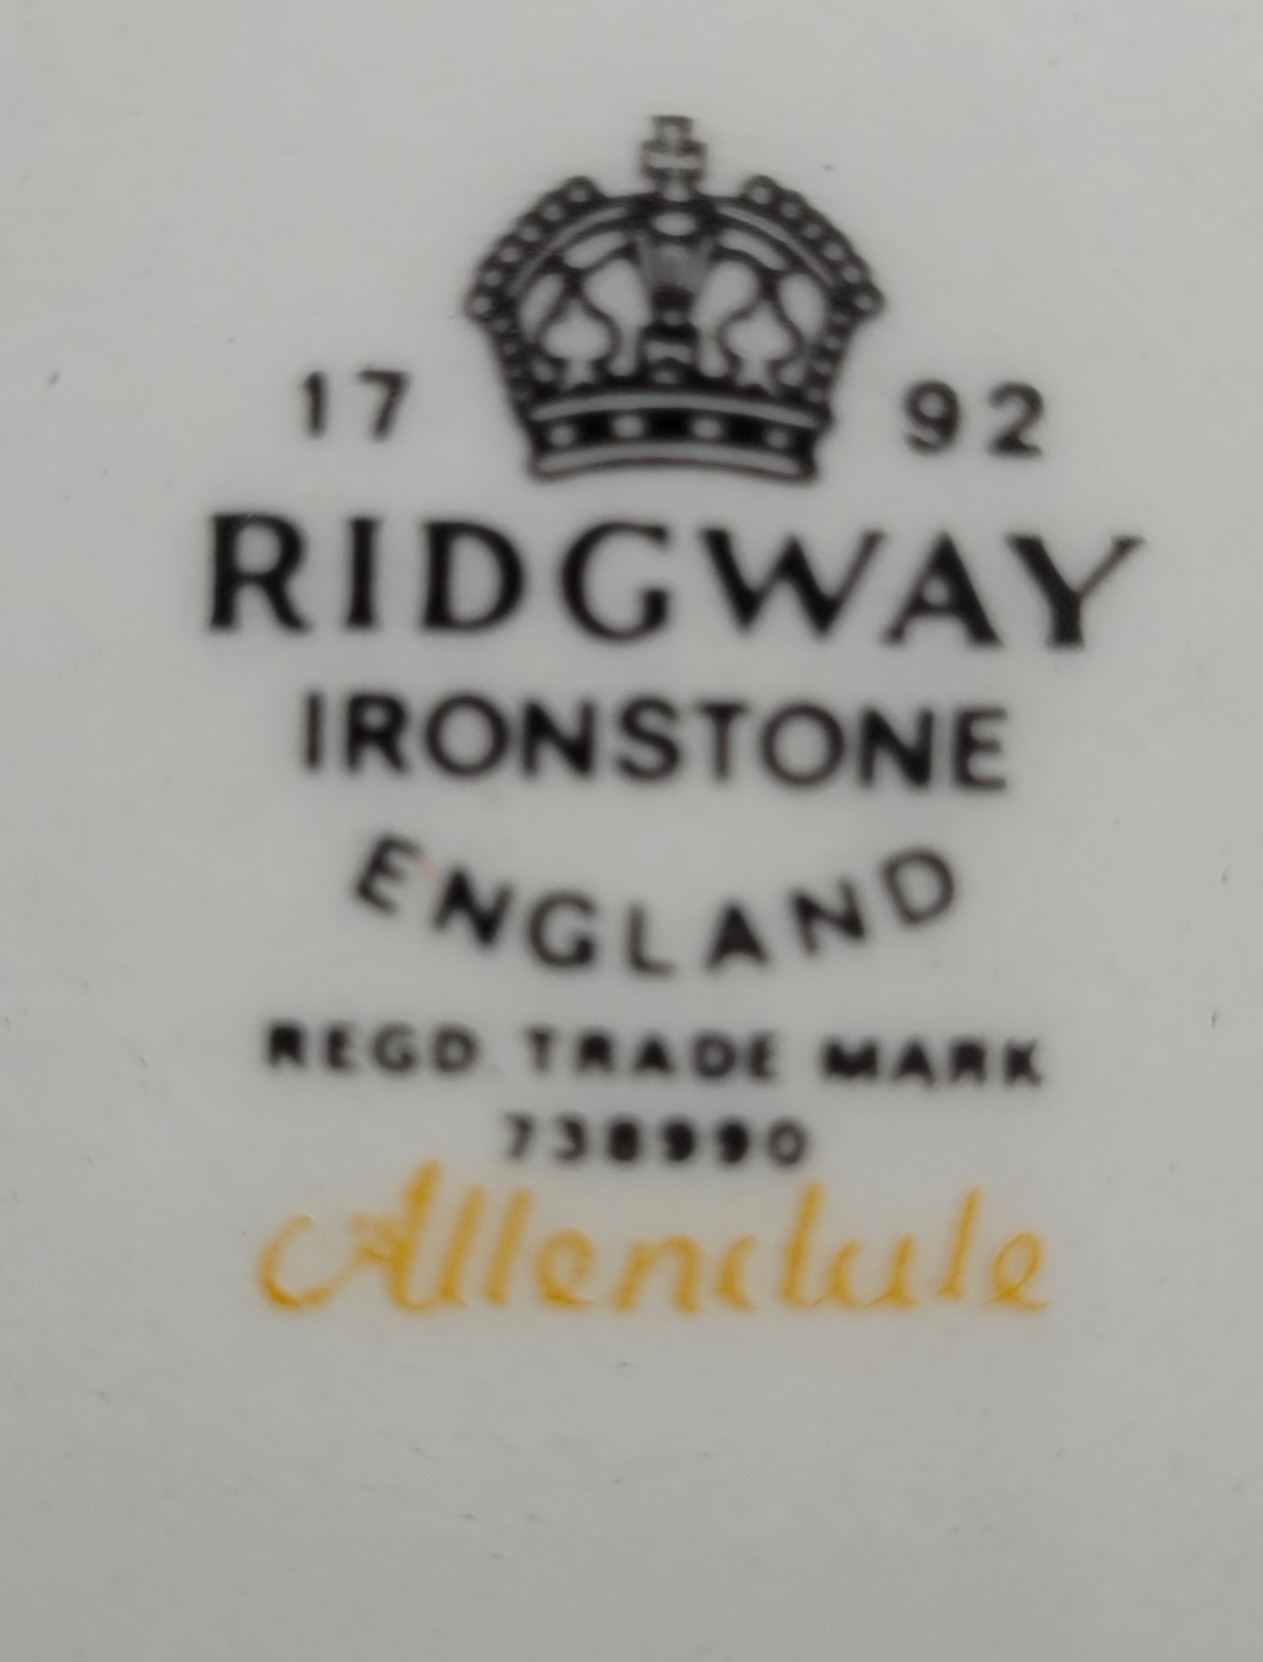 17 92
RIDGWAY
IRONSTONE
ENGLAND
REGD TRADE MARK
738990
Allendale